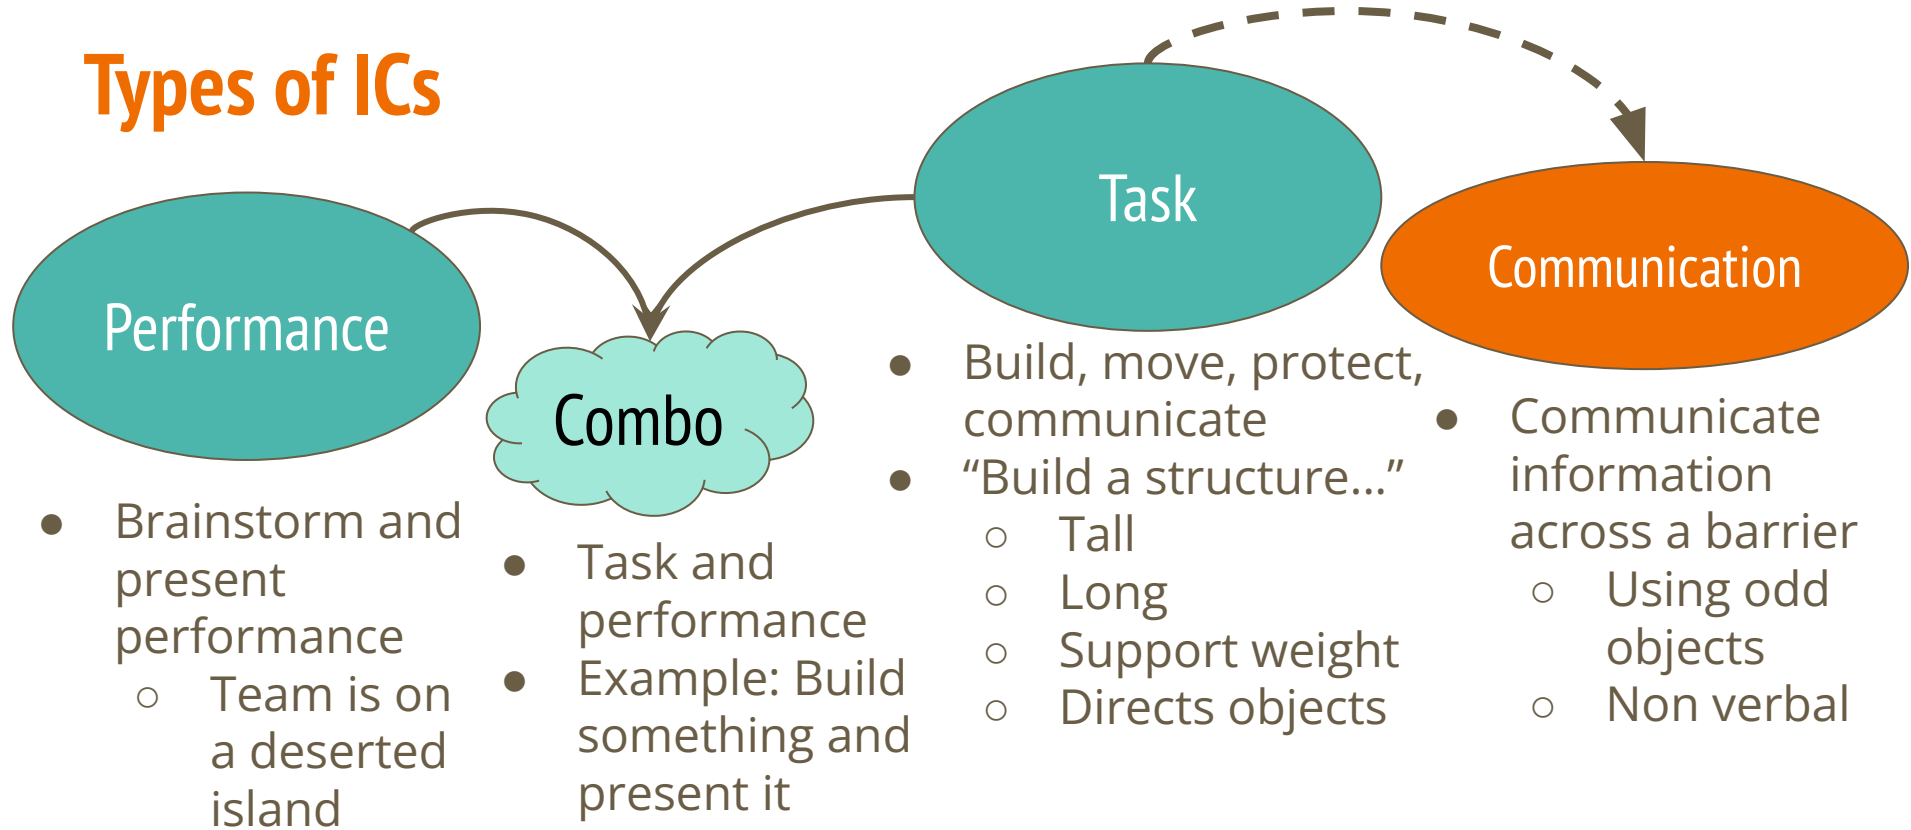 Types of ICs
Performance
● Brainstorm and
present
performance
○ Team is on
a deserted
island
Combo
● Task and
performance
● Example: Build
something and
present it
Task
● Build, move, protect,
communicate
● “Build a structure...”
○ Tall
○ Long
○ Support weight
○ Directs objects
Communication
● Communicate
information
across a barrier
○ Using odd
objects
○ Non verbal